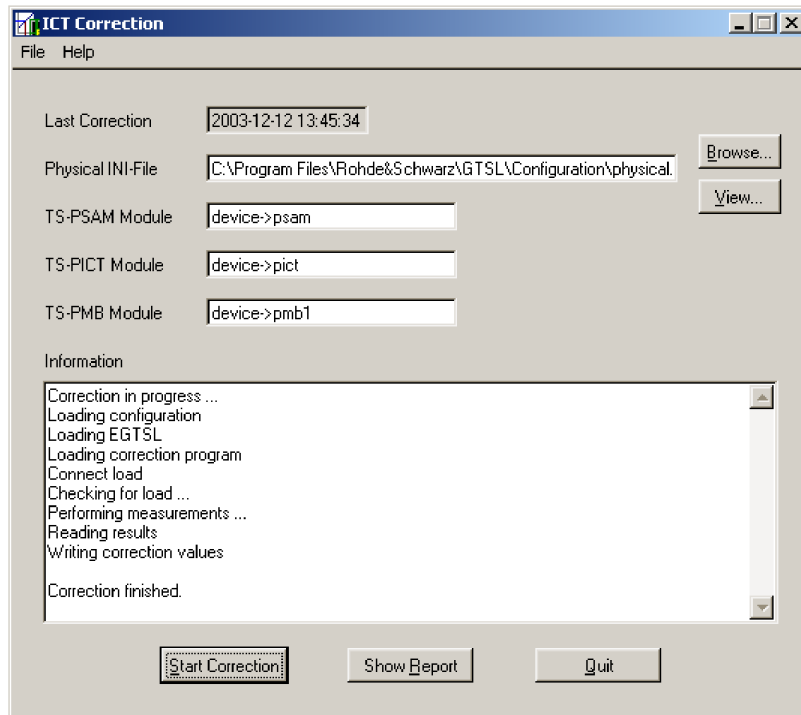 ICT Correction
File Help
Last Correction 2003-12-12 13:45:34
Physical INI-File C:\Program Files\Rohde&Schwarz\GTSL\Configuration\physical. Browse...
View...
TS-PSAM Module device->psam
TS-PICT Module device->pict
TS-PMB Module device->pmb1
Information
Correction in progress ...
Loading configuration
Loading EGTSL
Loading correction program
Connect load
Checking for load ...
Performing measurements ...
Reading results
Writing correction values
Correction finished.
Start Correction Show Report Quit